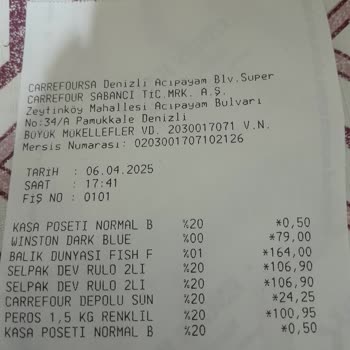 CARREFOURSA Denizli Acıpayam Blv.Super
CARREFOUR SABANCI TİC.MRK. A.Ş.
Zeytinköy Mahallesi Acıpayam Bulvarı
No:34/A Pamukkale Denizli
BÜYÜK MÜKELLEFLER VD. 2030017071 V.N.
Mersis Numarası: 0203001707102126
TARİH : 06.04.2025
SAAT : 17:41
FİŞ NO : 0101
KASA POSETI NORMAL B %20 *0,50
WINSTON DARK BLUE %00 *79,00
BALIK DUNYASI FISH F %01 *164,00
SELPAK DEV RULO 2LI %20 *106,90
SELPAK DEV RULO 2LI %20 *106,90
CARREFOUR DEPOLU SUN %20 *24,25
PEROS 1,5 KG RENKLIL %20 *100,95
KASA POSETI NORMAL B %20 *0,50